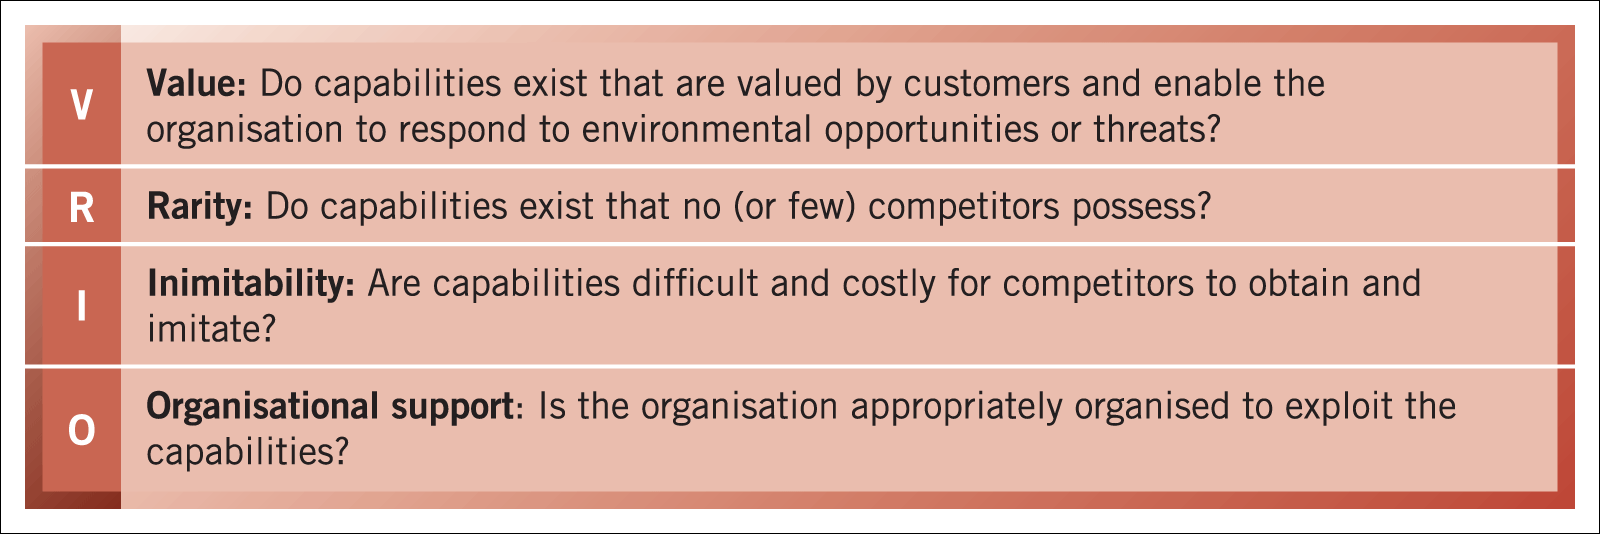 V
Value: Do capabilities exist that are valued by customers and enable the
organisation to respond to environmental opportunities or threats?
R
Rarity: Do capabilities exist that no (or few) competitors possess?
I
Inimitability: Are capabilities difficult and costly for competitors to obtain and
imitate?
O
Organisational support: Is the organisation appropriately organised to exploit the
capabilities?